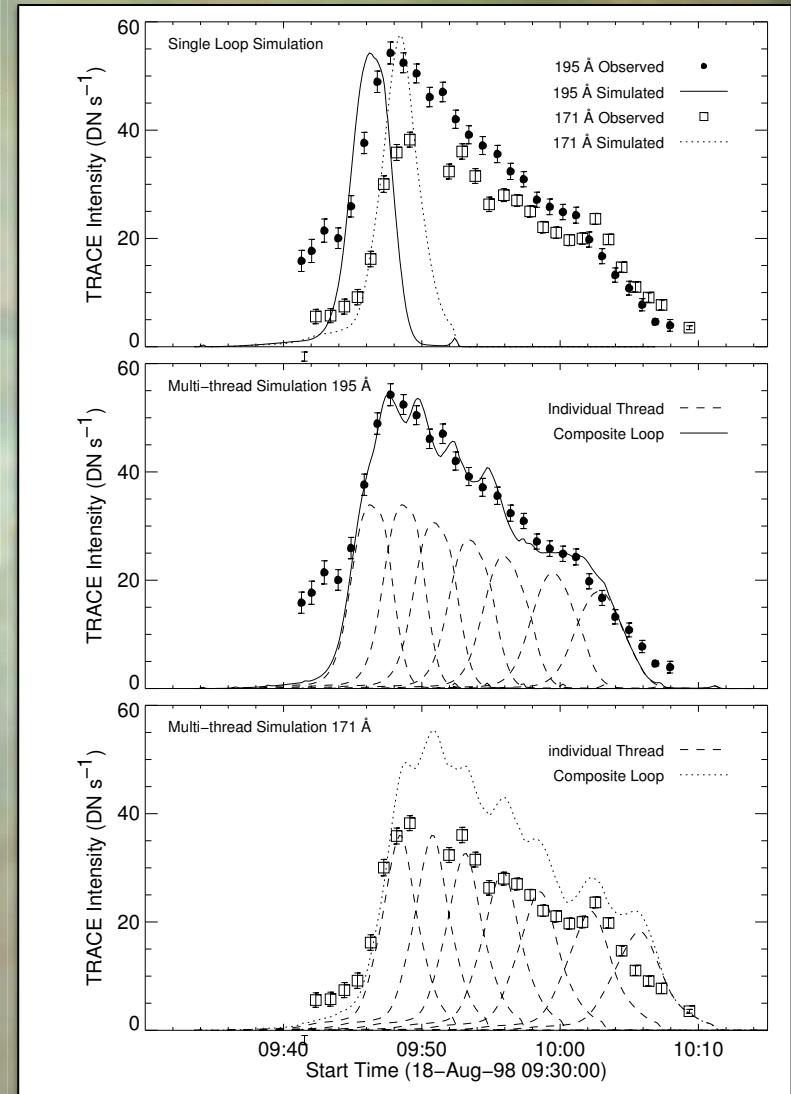 60
Single Loop Simulation
195 Å Observed
195 Å Simulated
171 Å Observed
171 Å Simulated
40
20
0
TRACE Intensity (DN s−1)
60
Multi−thread Simulation 195 Å
Individual Thread
Composite Loop
40
20
0
TRACE Intensity (DN s−1)
60
Multi−thread Simulation 171 Å
individual Thread
Composite Loop
40
20
0
TRACE Intensity (DN s−1)
09:40 09:50 10:00 10:10
Start Time (18−Aug−98 09:30:00)